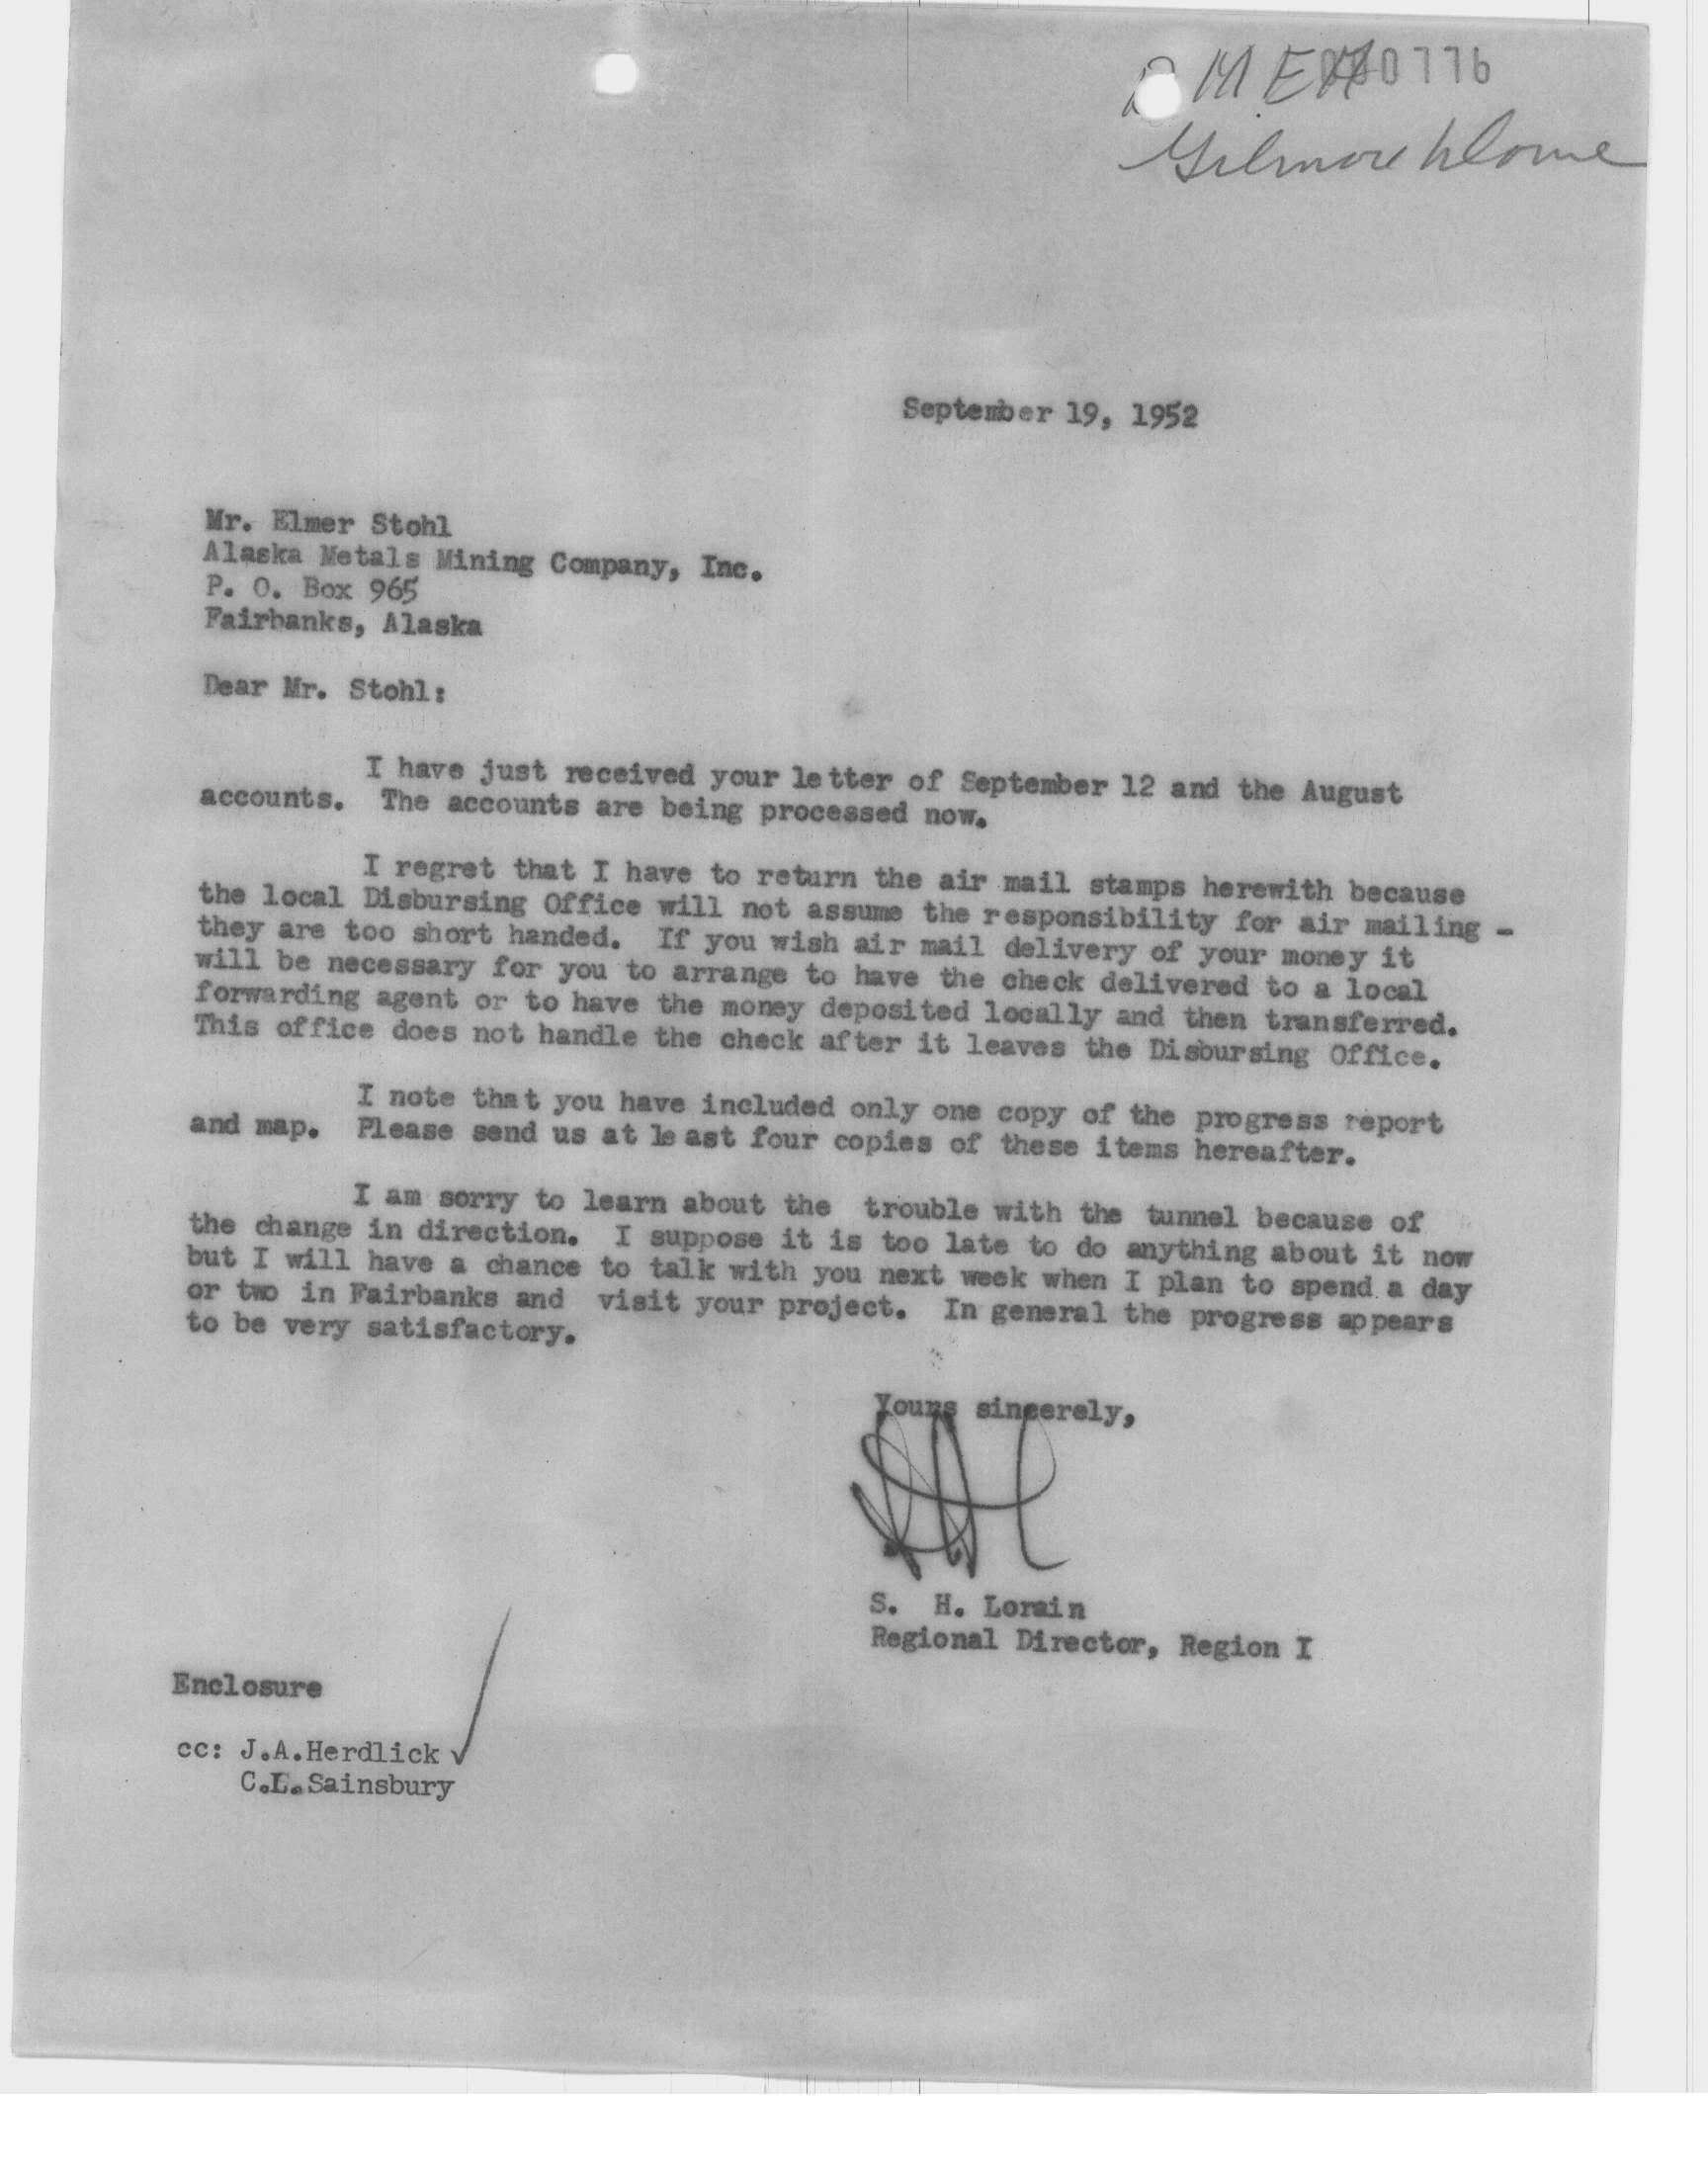 DMEA
0776
Gilmore Dome
September 19, 1952
Mr. Elmer Stohl
Alaska Metals Mining Company, Inc.
P. O. Box 965
Fairbanks, Alaska
Dear Mr. Stohl:
I have just received your letter of September 12 and the August
accounts. The accounts are being processed now.
I regret that I have to return the air mail stamps herewith because
the local Disbursing Office will not assume the responsibility for air mailing -
they are too short handed. If you wish air mail delivery of your money it
will be necessary for you to arrange to have the check delivered to a local
forwarding agent or to have the money deposited locally and then transferred.
This office does not handle the check after it leaves the Disbursing Office.
I note that you have included only one copy of the progress report
and map. Please send us at least four copies of these items hereafter.
I am sorry to learn about the trouble with the tunnel because of
the change in direction. I suppose it is too late to do anything about it now
but I will have a chance to talk with you next week when I plan to spend a day
or two in Fairbanks and visit your project. In general the progress appears
to be very satisfactory.
Yours sincerely,
S. H. Lorain
Regional Director, Region I
Enclosure
cc: J.A.Herdlick
C.L.Sainsbury